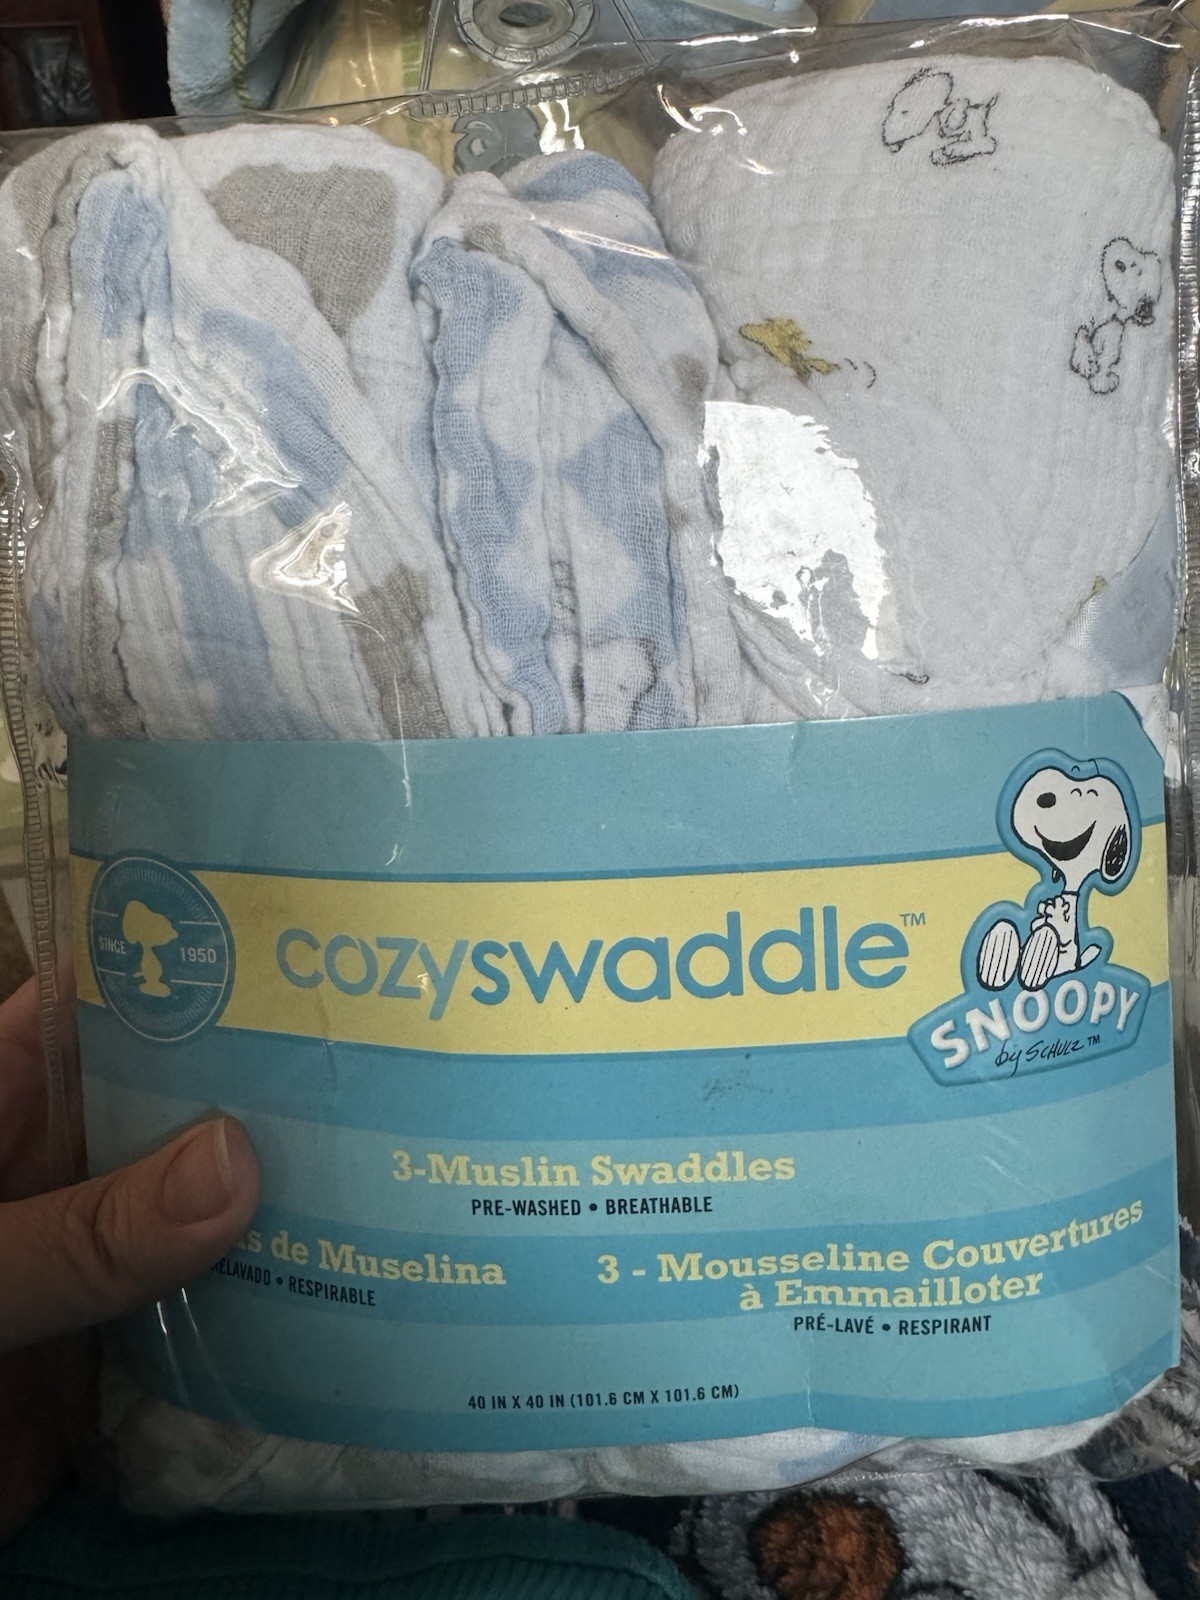 SINCE 1950
cozyswaddle™
SNOOPY
by SCHULZ™
3-Muslin Swaddles
PRE-WASHED • BREATHABLE
de Muselina
• RESPIRABLE
3 - Mousseline Couvertures
à Emmailloter
PRÉ-LAVÉ • RESPIRANT
40 IN X 40 IN (101.6 CM X 101.6 CM)